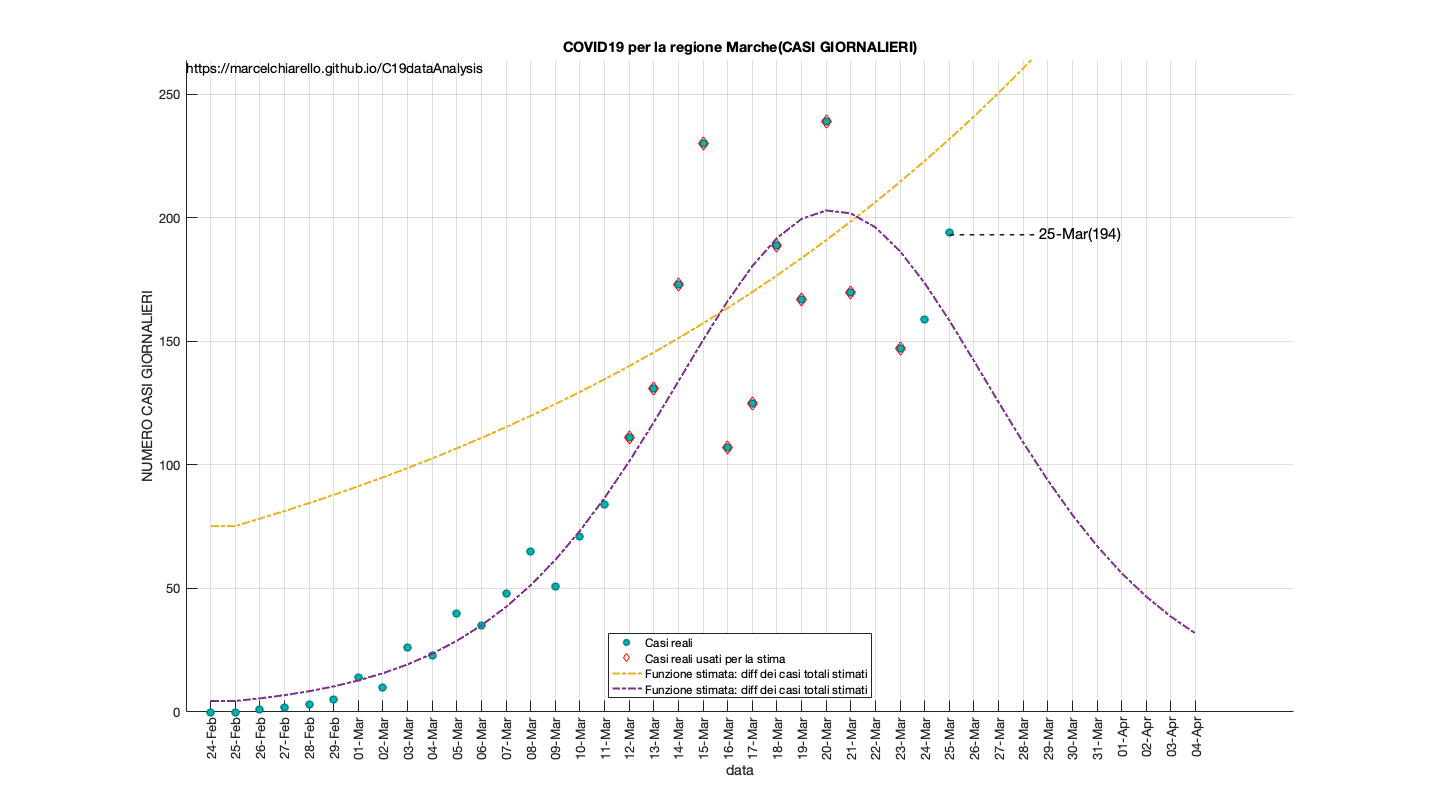 COVID19 per la regione Marche(CASI GIORNALIERI)
https://marcelchiarello.github.io/C19dataAnalysis
NUMERO CASI GIORNALIERI
250
200
150
100
50
0
25-Mar(194)
Casi reali
Casi reali usati per la stima
Funzione stimata: diff dei casi totali stimati
Funzione stimata: diff dei casi totali stimati
24-Feb
25-Feb
26-Feb
27-Feb
28-Feb
29-Feb
01-Mar
02-Mar
03-Mar
04-Mar
05-Mar
06-Mar
07-Mar
08-Mar
09-Mar
10-Mar
11-Mar
12-Mar
13-Mar
14-Mar
15-Mar
16-Mar
17-Mar
18-Mar
19-Mar
20-Mar
21-Mar
22-Mar
23-Mar
24-Mar
25-Mar
26-Mar
27-Mar
28-Mar
29-Mar
30-Mar
31-Mar
01-Apr
02-Apr
03-Apr
04-Apr
data